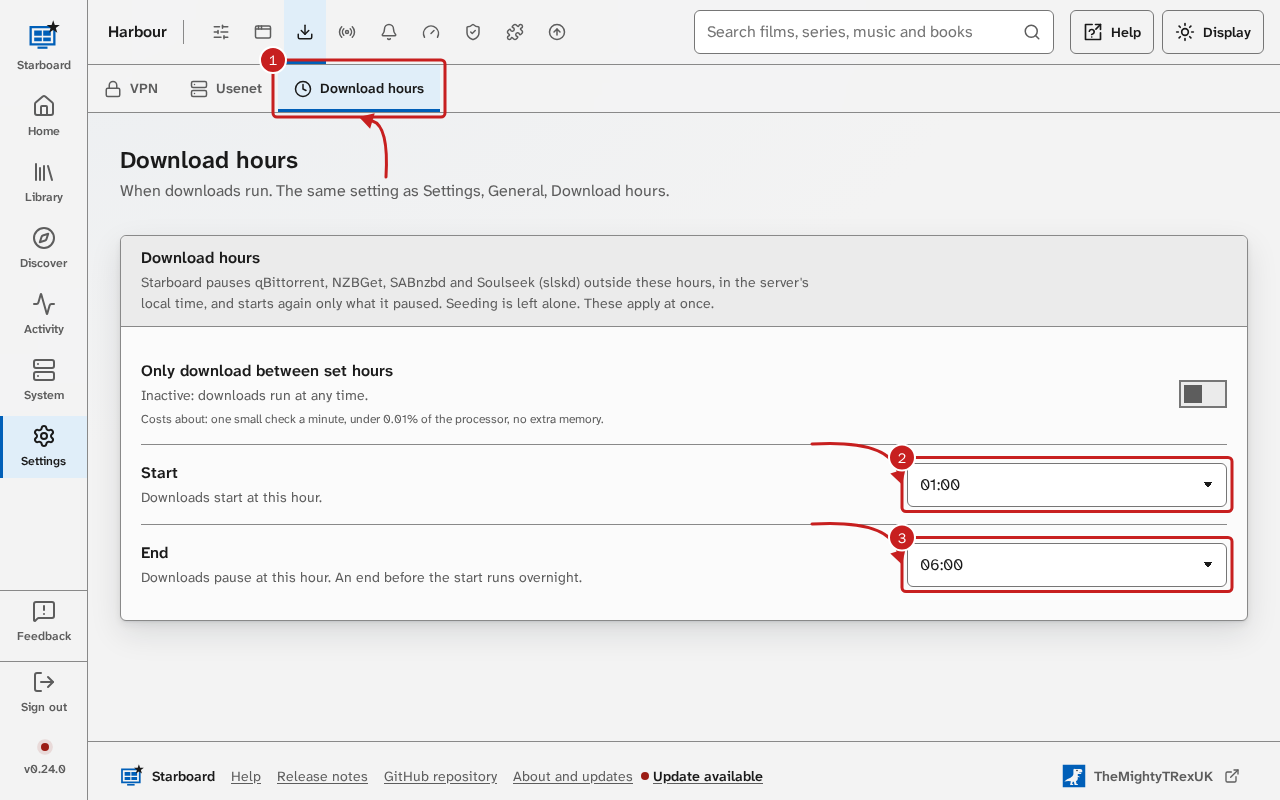 Starboard
Home
Library
Discover
Activity
System
Settings
Feedback
Sign out
v0.24.0
Harbour
Search films, series, music and books
Help
Display
1
VPN
Usenet
Download hours
Download hours
When downloads run. The same setting as Settings, General, Download hours.
Download hours
Starboard pauses qBittorrent, NZBGet, SABnzbd and Soulseek (slskd) outside these hours, in the server's
local time, and starts again only what it paused. Seeding is left alone. These apply at once.
Only download between set hours
Inactive: downloads run at any time.
Costs about: one small check a minute, under 0.01% of the processor, no extra memory.
2
Start
Downloads start at this hour.
01:00
3
End
Downloads pause at this hour. An end before the start runs overnight.
06:00
Starboard
Help
Release notes
GitHub repository
About and updates
Update available
TheMightyTRexUK